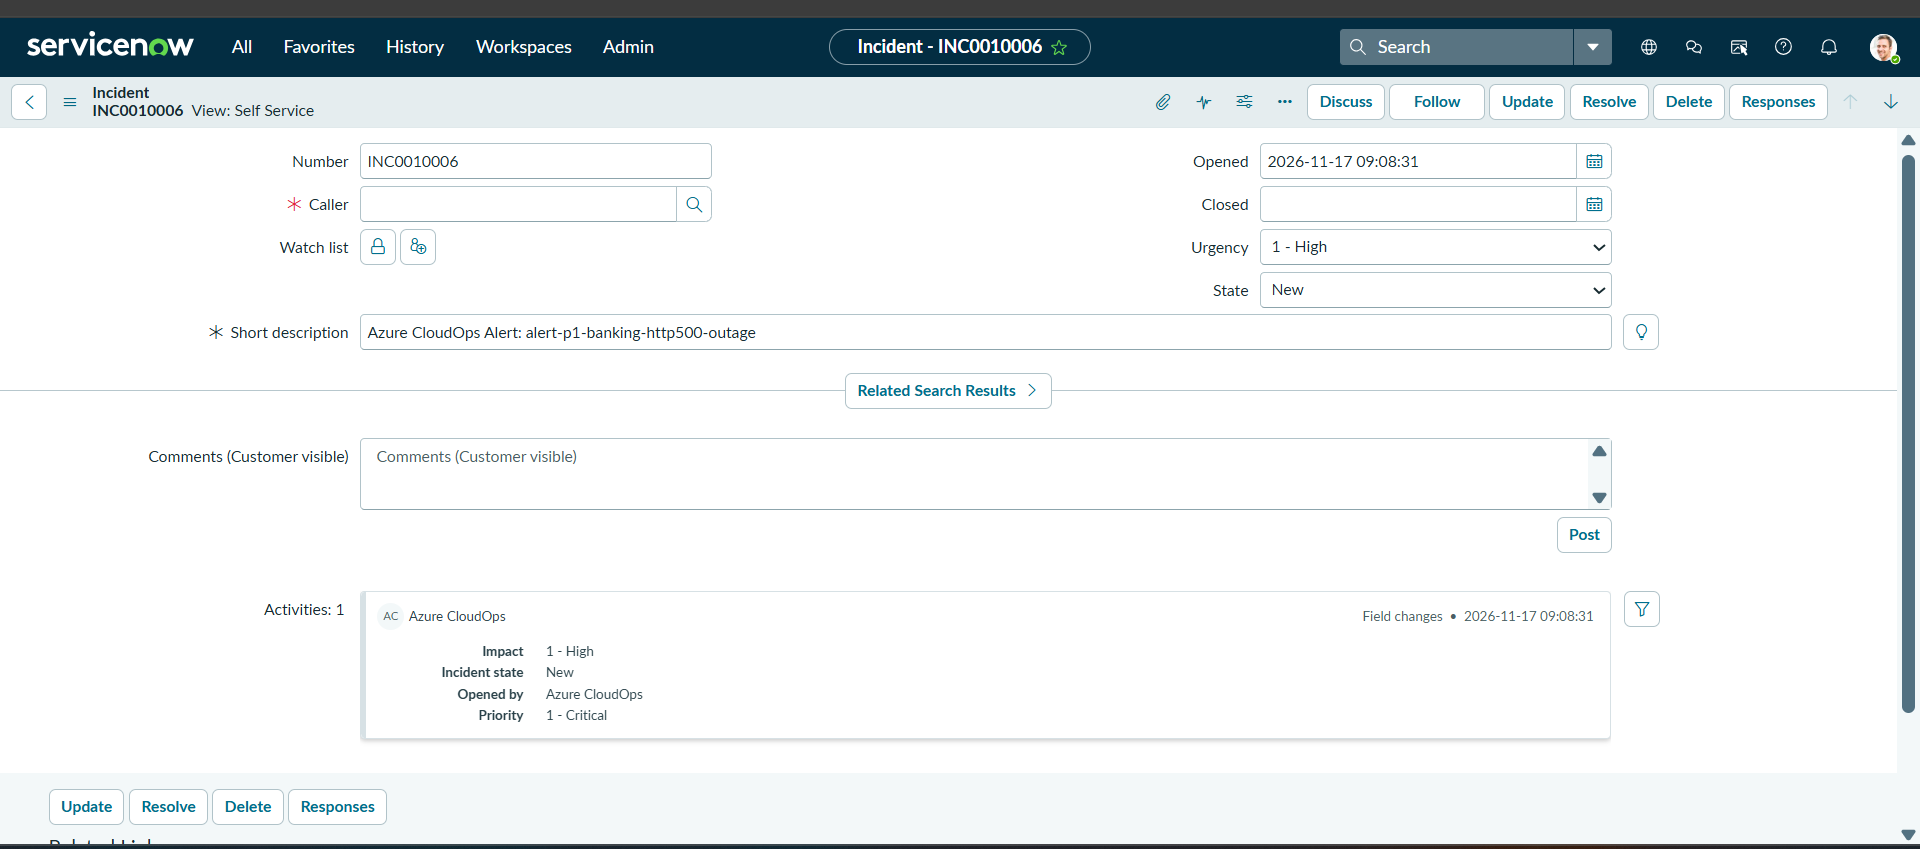 servicenow All Favorites History Workspaces Admin Incident - INC0010006 Search
Incident
INC0010006 View: Self Service
Discuss Follow Update Resolve Delete Responses
Number INC0010006 Opened 2026-11-17 09:08:31
Caller Closed
Watch list Urgency 1 - High
State New
Short description Azure CloudOps Alert: alert-p1-banking-http500-outage
Related Search Results
Comments (Customer visible) Comments (Customer visible)
Post
Activities: 1 AC Azure CloudOps Field changes • 2026-11-17 09:08:31
Impact 1 - High
Incident state New
Opened by Azure CloudOps
Priority 1 - Critical
Update Resolve Delete Responses